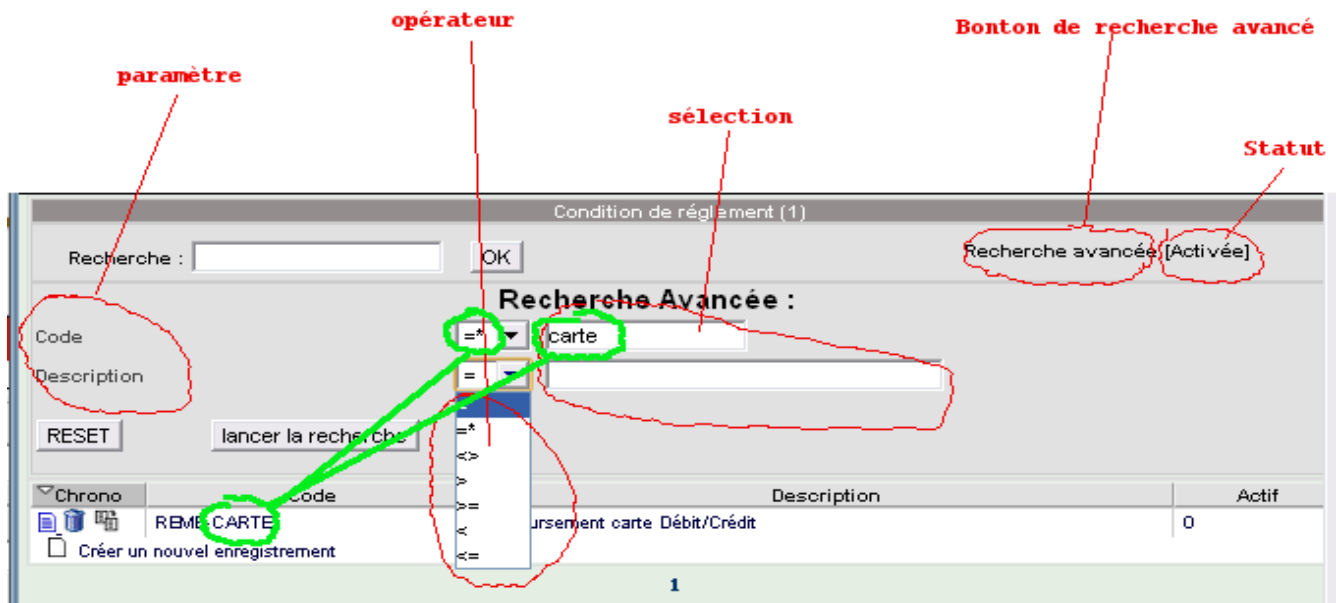 opérateur
Bonton de recherche avancé
paramètre
sélection
Statut
Condition de réglement (1)
Recherche : OK Recherche avancée [Activée]
Recherche Avancée :
Code =* carte
Description =
=
=*
<>
>
>=
<
<=
RESET lancer la recherche
Chrono Code Description Actif
CARTE ursement carte Débit/Crédit O
Créer un nouvel enregistrement
1